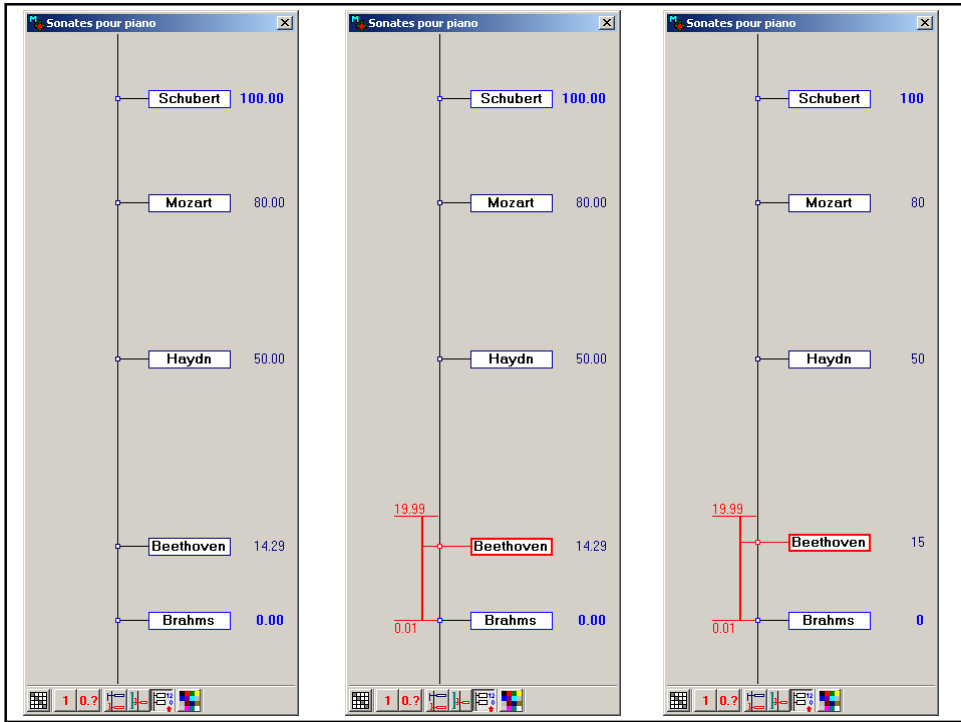 Sonates pour piano
Schubert 100.00
Mozart 80.00
Haydn 50.00
Beethoven 14.29
Brahms 0.00
1 0.?
Sonates pour piano
Schubert 100.00
Mozart 80.00
Haydn 50.00
19.99
Beethoven 14.29
Brahms 0.00
0.01
1 0.?
Sonates pour piano
Schubert 100
Mozart 80
Haydn 50
19.99
Beethoven 15
Brahms 0
0.01
1 0.?